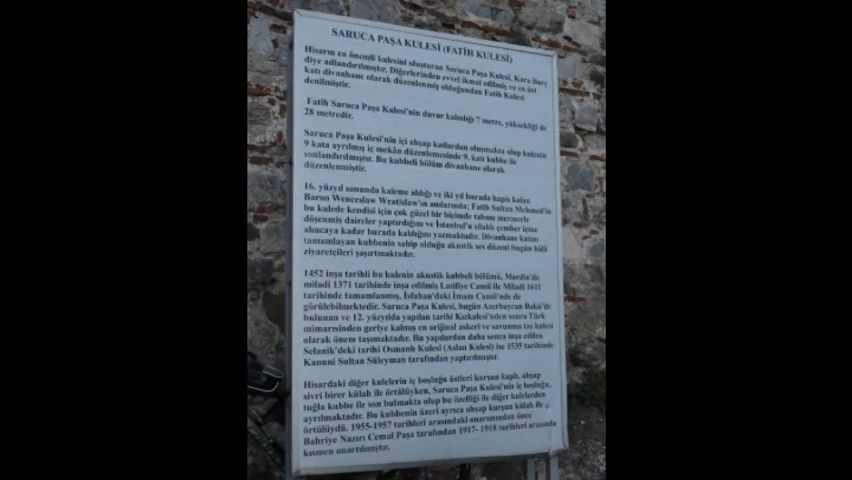 SARUCA PAŞA KULESİ (FATİH KULESİ)
Hisarın en önemli kulesini oluşturan Saruca Paşa Kulesi, Kara Burç
diye adlandırılmıştır. Diğerlerinden evvel ikmal edilmiş ve en üst
katı divanhane olarak düzenlenmiş olduğundan Fatih Kulesi
denilmiştir.
Fatih Saruca Paşa Kulesi'nin duvar kalınlığı 7 metre, yüksekliği de
28 metredir.
Saruca Paşa Kulesi'nin içi ahşap katlardan oluşmakta olup kulenin
9 kata ayrılmış iç mekân düzenlemesinde 9. katı kubbe ile
sonlandırılmıştır. Bu kubbeli bölüm divanhane olarak
düzenlenmiştir.
16. yüzyıl sonunda kaleme aldığı ve iki yıl burada hapis kalan
Baron Wenceslaw Wratislaw'ın anılarında; Fatih Sultan Mehmed'in
bu kulede kendisi için çok güzel bir biçimde tabanı mermerle
döşenmiş daireler yaptırdığını ve İstanbul'u silahlı çember içine
alıncaya kadar burada kaldığını yazmaktadır. Divanhane katını
tamamlayan kubbenin sahip olduğu akustik ses düzeni bugün hâlâ
ziyaretçileri şaşırtmaktadır.
1452 inşa tarihli bu kulenin akustik kubbeli bölümü, Mardin'de
miladi 1371 tarihinde inşa edilmiş Latifiye Camii ile Miladi 1611
tarihinde tamamlanmış, İsfahan'daki İmam Camii'nde de
görülebilmektedir. Saruca Paşa Kulesi, bugün Azerbaycan Bakü'de
bulunan ve 12. yüzyılda yapılan tarihi Kızkalesi'nden sonra Türk
mimarisinden geriye kalmış en orijinal askeri ve savunma taş kulesi
olarak önem taşımaktadır. Bu yapılardan daha sonra inşa edilen
Selanik'deki tarihi Osmanlı Kulesi (Aslan Kulesi) ise 1535 tarihinde
Kanuni Sultan Süleyman tarafından yaptırılmıştır.
Hisardaki diğer kulelerin iç boşluğu üstleri kurşun kaplı, ahşap
sivri birer külah ile örtülüyken, Saruca Paşa Kulesi'nin iç boşluğu,
tuğla kubbe ile son bulmakta olup bu özelliği ile diğer kulelerden
ayrılmaktadır. Bu kubbenin üzeri ayrıca ahşap kurşun külah ile
örtülüydü. 1955-1957 tarihleri arasındaki onarımından önce
Bahriye Nazırı Cemal Paşa tarafından 1917- 1918 tarihleri arasında
kısmen onartılmıştır.